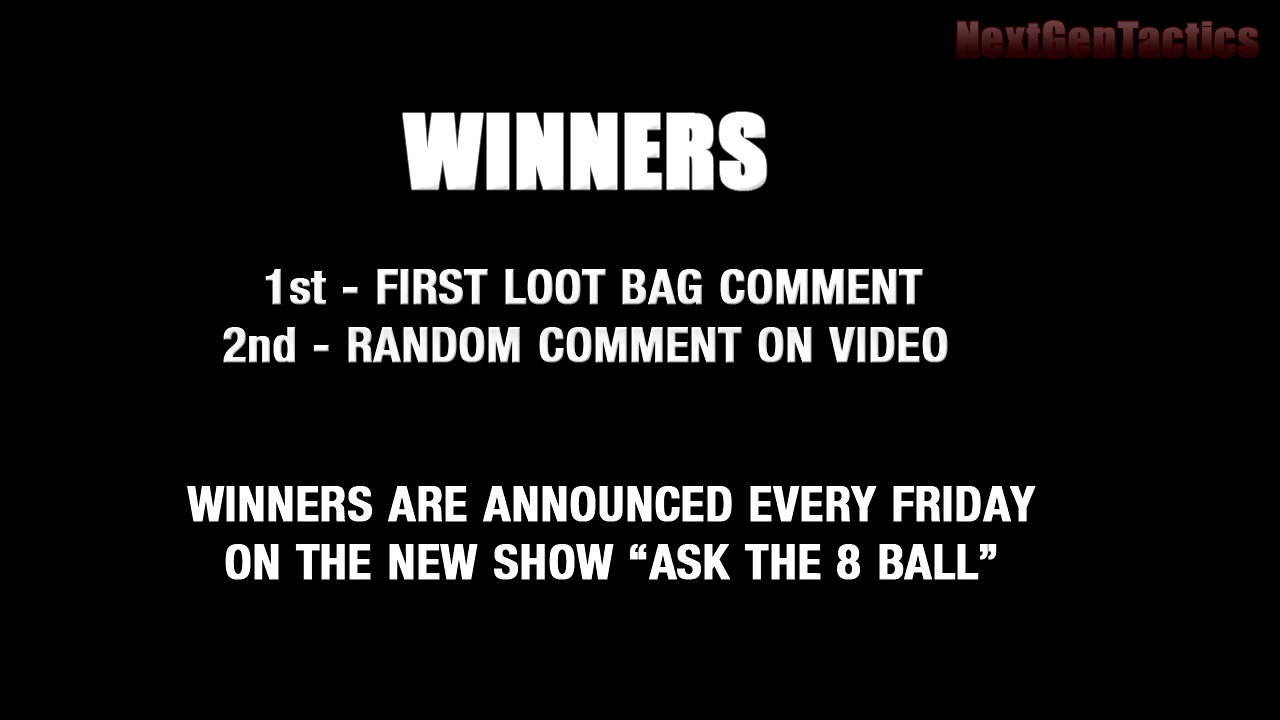 NextGenTactics
WINNERS
1st - FIRST LOOT BAG COMMENT
2nd - RANDOM COMMENT ON VIDEO
WINNERS ARE ANNOUNCED EVERY FRIDAY
ON THE NEW SHOW “ASK THE 8 BALL”